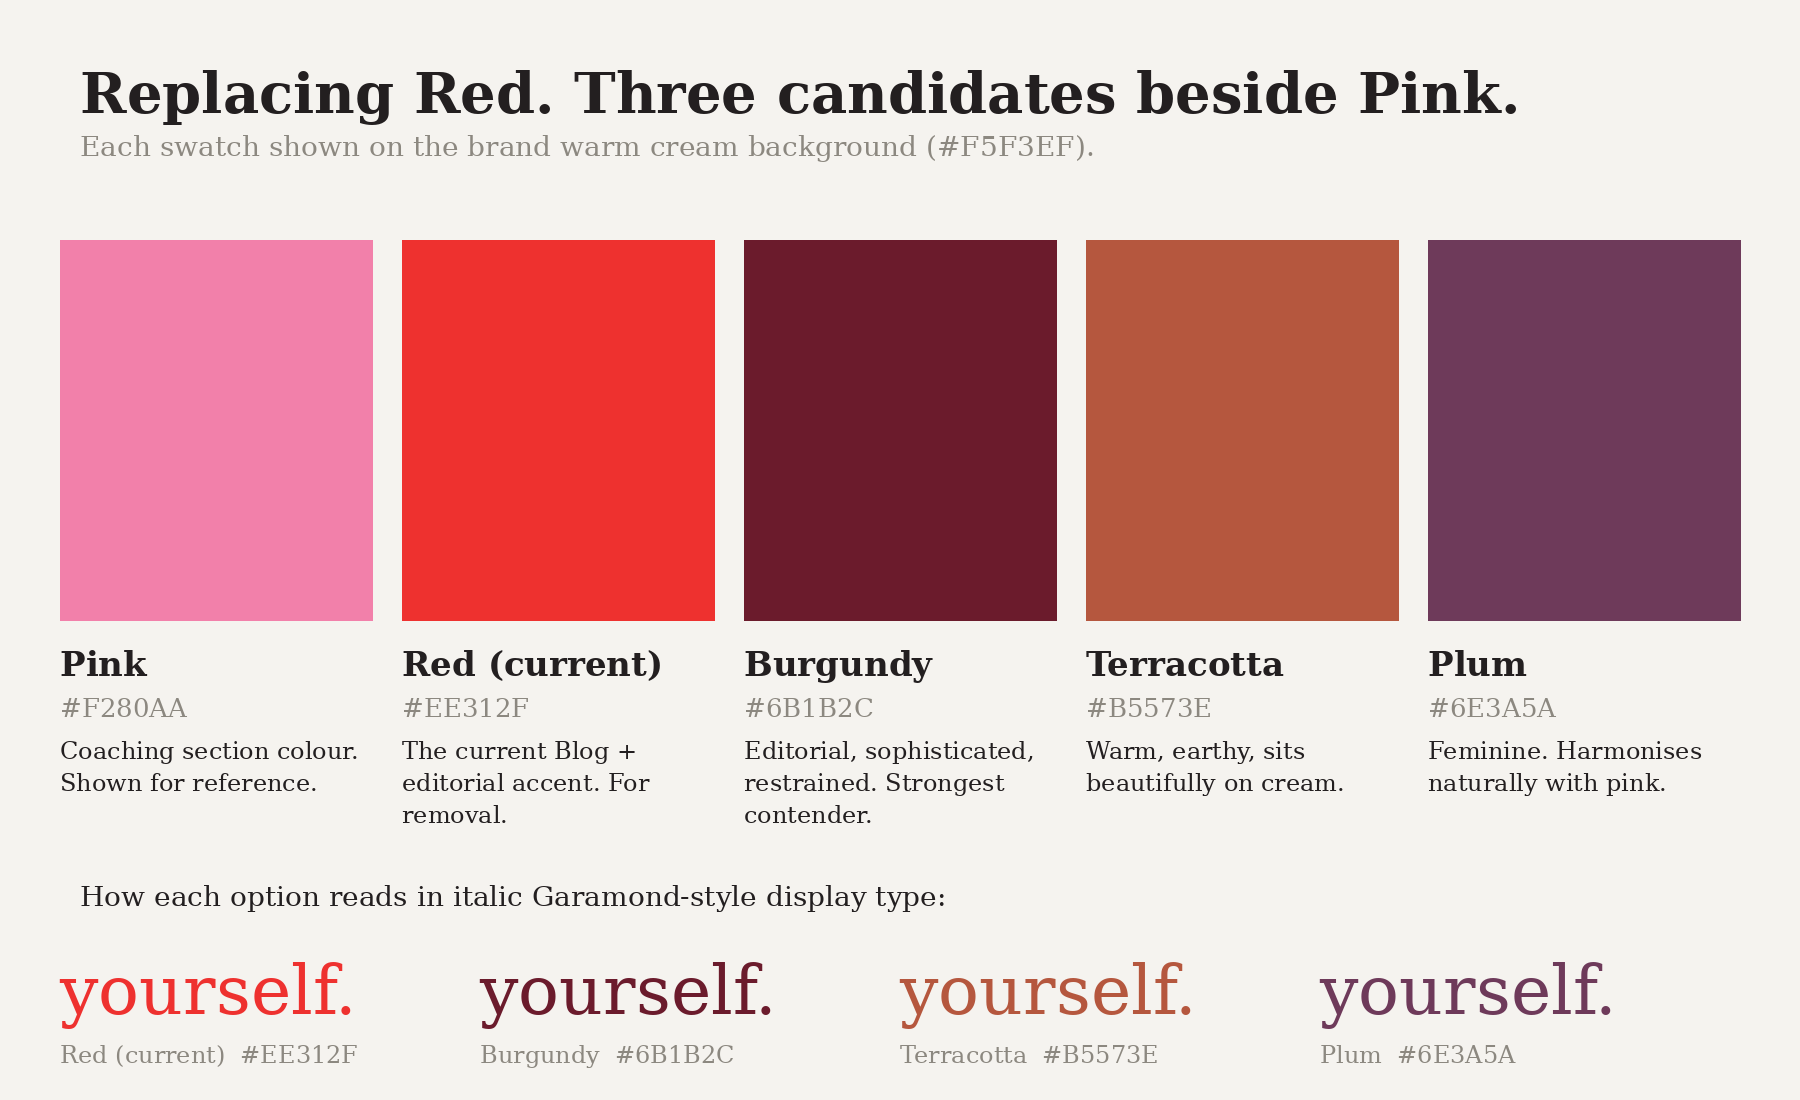 Replacing Red. Three candidates beside Pink.
Each swatch shown on the brand warm cream background (#F5F3EF).
Pink
#F280AA
Coaching section colour.
Shown for reference.
Red (current)
#EE312F
The current Blog +
editorial accent. For
removal.
Burgundy
#6B1B2C
Editorial, sophisticated,
restrained. Strongest
contender.
Terracotta
#B5573E
Warm, earthy, sits
beautifully on cream.
Plum
#6E3A5A
Feminine. Harmonises
naturally with pink.
How each option reads in italic Garamond-style display type:
yourself.
Red (current)  #EE312F
yourself.
Burgundy  #6B1B2C
yourself.
Terracotta  #B5573E
yourself.
Plum  #6E3A5A